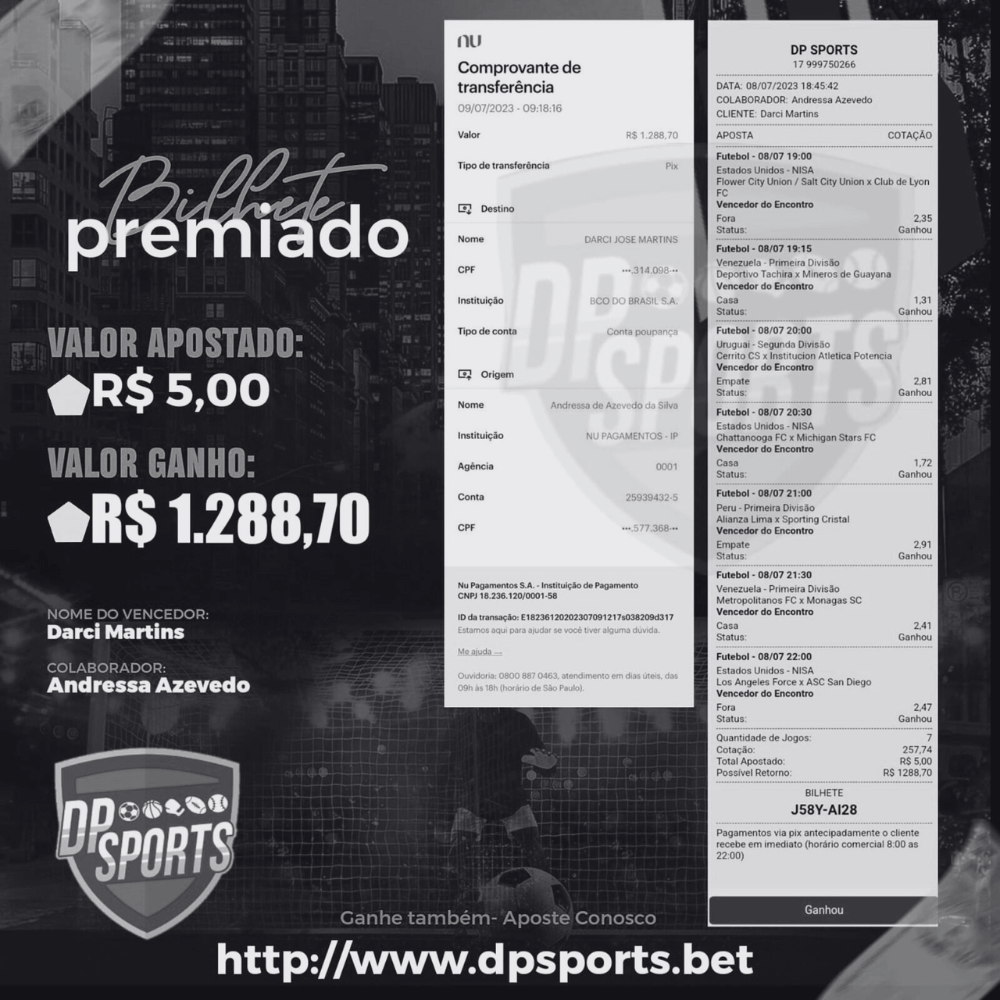 Bilhete
premiado
VALOR APOSTADO:
R$ 5,00
VALOR GANHO:
R$ 1.288,70
NOME DO VENCEDOR:
Darci Martins
COLABORADOR:
Andressa Azevedo
DP
SPORTS
nu
Comprovante de
transferência
09/07/2023 - 09:18:16
Valor R$ 1.288,70
Tipo de transferência Pix
Destino
Nome DARCI JOSE MARTINS
CPF •••.314.098-••
Instituição BCO DO BRASIL S.A.
Tipo de conta Conta poupança
Origem
Nome Andressa de Azevedo da Silva
Instituição NU PAGAMENTOS - IP
Agência 0001
Conta 25939432-5
CPF •••.577.368-••
Nu Pagamentos S.A. - Instituição de Pagamento
CNPJ 18.236.120/0001-58
ID da transação: E18236120202307091217s038209d317
Estamos aqui para ajudar se você tiver alguma dúvida.
Me ajuda →
Ouvidoria: 0800 887 0463, atendimento em dias úteis, das
09h às 18h (horário de São Paulo).
DP SPORTS
17 999750266
DATA: 08/07/2023 18:45:42
COLABORADOR: Andressa Azevedo
CLIENTE: Darci Martins
APOSTA COTAÇÃO
Futebol - 08/07 19:00
Estados Unidos - NISA
Flower City Union / Salt City Union x Club de Lyon
FC
Vencedor do Encontro
Fora 2,35
Status: Ganhou
Futebol - 08/07 19:15
Venezuela - Primeira Divisão
Deportivo Tachira x Mineros de Guayana
Vencedor do Encontro
Casa 1,31
Status: Ganhou
Futebol - 08/07 20:00
Uruguai - Segunda Divisão
Cerrito CS x Institucion Atletica Potencia
Vencedor do Encontro
Empate 2,81
Status: Ganhou
Futebol - 08/07 20:30
Estados Unidos - NISA
Chattanooga FC x Michigan Stars FC
Vencedor do Encontro
Casa 1,72
Status: Ganhou
Futebol - 08/07 21:00
Peru - Primeira Divisão
Alianza Lima x Sporting Cristal
Vencedor do Encontro
Empate 2,91
Status: Ganhou
Futebol - 08/07 21:30
Venezuela - Primeira Divisão
Metropolitanos FC x Monagas SC
Vencedor do Encontro
Casa 2,41
Status: Ganhou
Futebol - 08/07 22:00
Estados Unidos - NISA
Los Angeles Force x ASC San Diego
Vencedor do Encontro
Fora 2,47
Status: Ganhou
Quantidade de Jogos: 7
Cotação: 257,74
Total Apostado: R$ 5,00
Possível Retorno: R$ 1288,70
BILHETE
J58Y-AI28
Pagamentos via pix antecipadamente o cliente
recebe em imediato (horário comercial 8:00 as
22:00)
Ganhou
DP
SPORTS
Ganhe também- Aposte Conosco
http://www.dpsports.bet